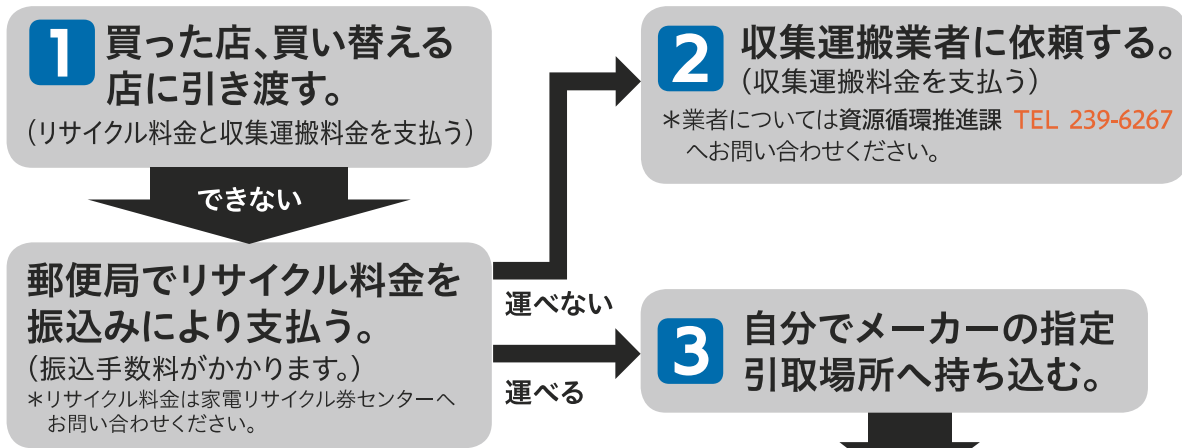 1 買った店、買い替える
店に引き渡す。
(リサイクル料金と収集運搬料金を支払う)
できない
郵便局でリサイクル料金を
振込みにより支払う。
(振込手数料がかかります。)
*リサイクル料金は家電リサイクル券センターへ
お問い合わせください。
運べない
2 収集運搬業者に依頼する。
(収集運搬料金を支払う)
*業者については資源循環推進課 TEL 239-6267
へお問い合わせください。
運べる
3 自分でメーカーの指定
引取場所へ持ち込む。